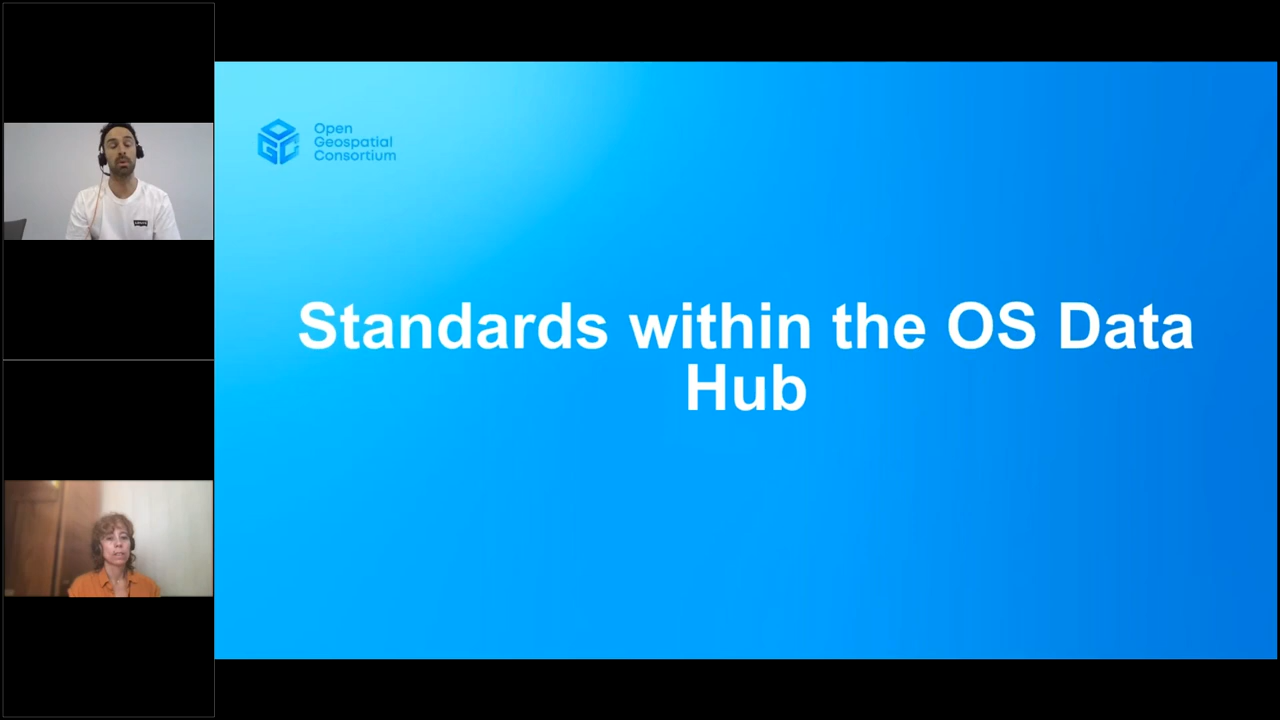 Open
Geospatial
Consortium
Standards within the OS Data
Hub